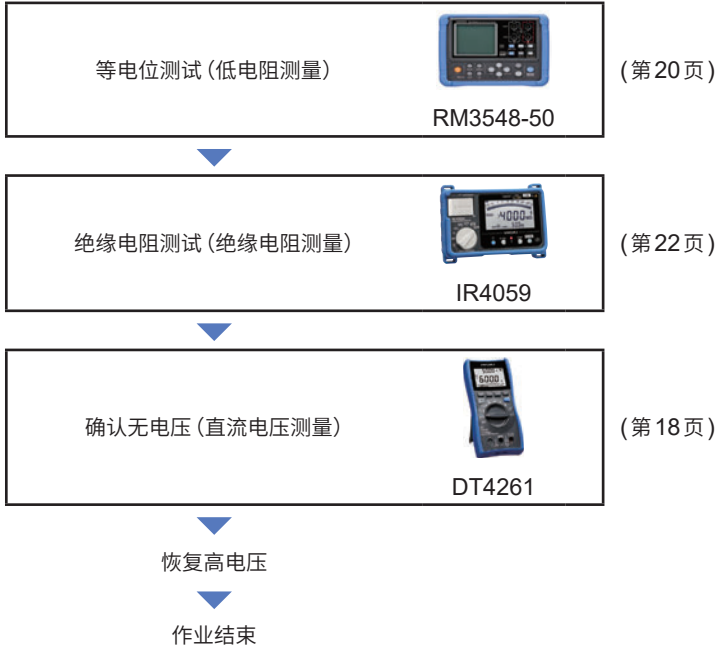 等电位测试（低电阻测量）
RM3548-50
(第20页)
绝缘电阻测试（绝缘电阻测量）
IR4059
(第22页)
确认无电压（直流电压测量）
DT4261
(第18页)
恢复高电压
作业结束